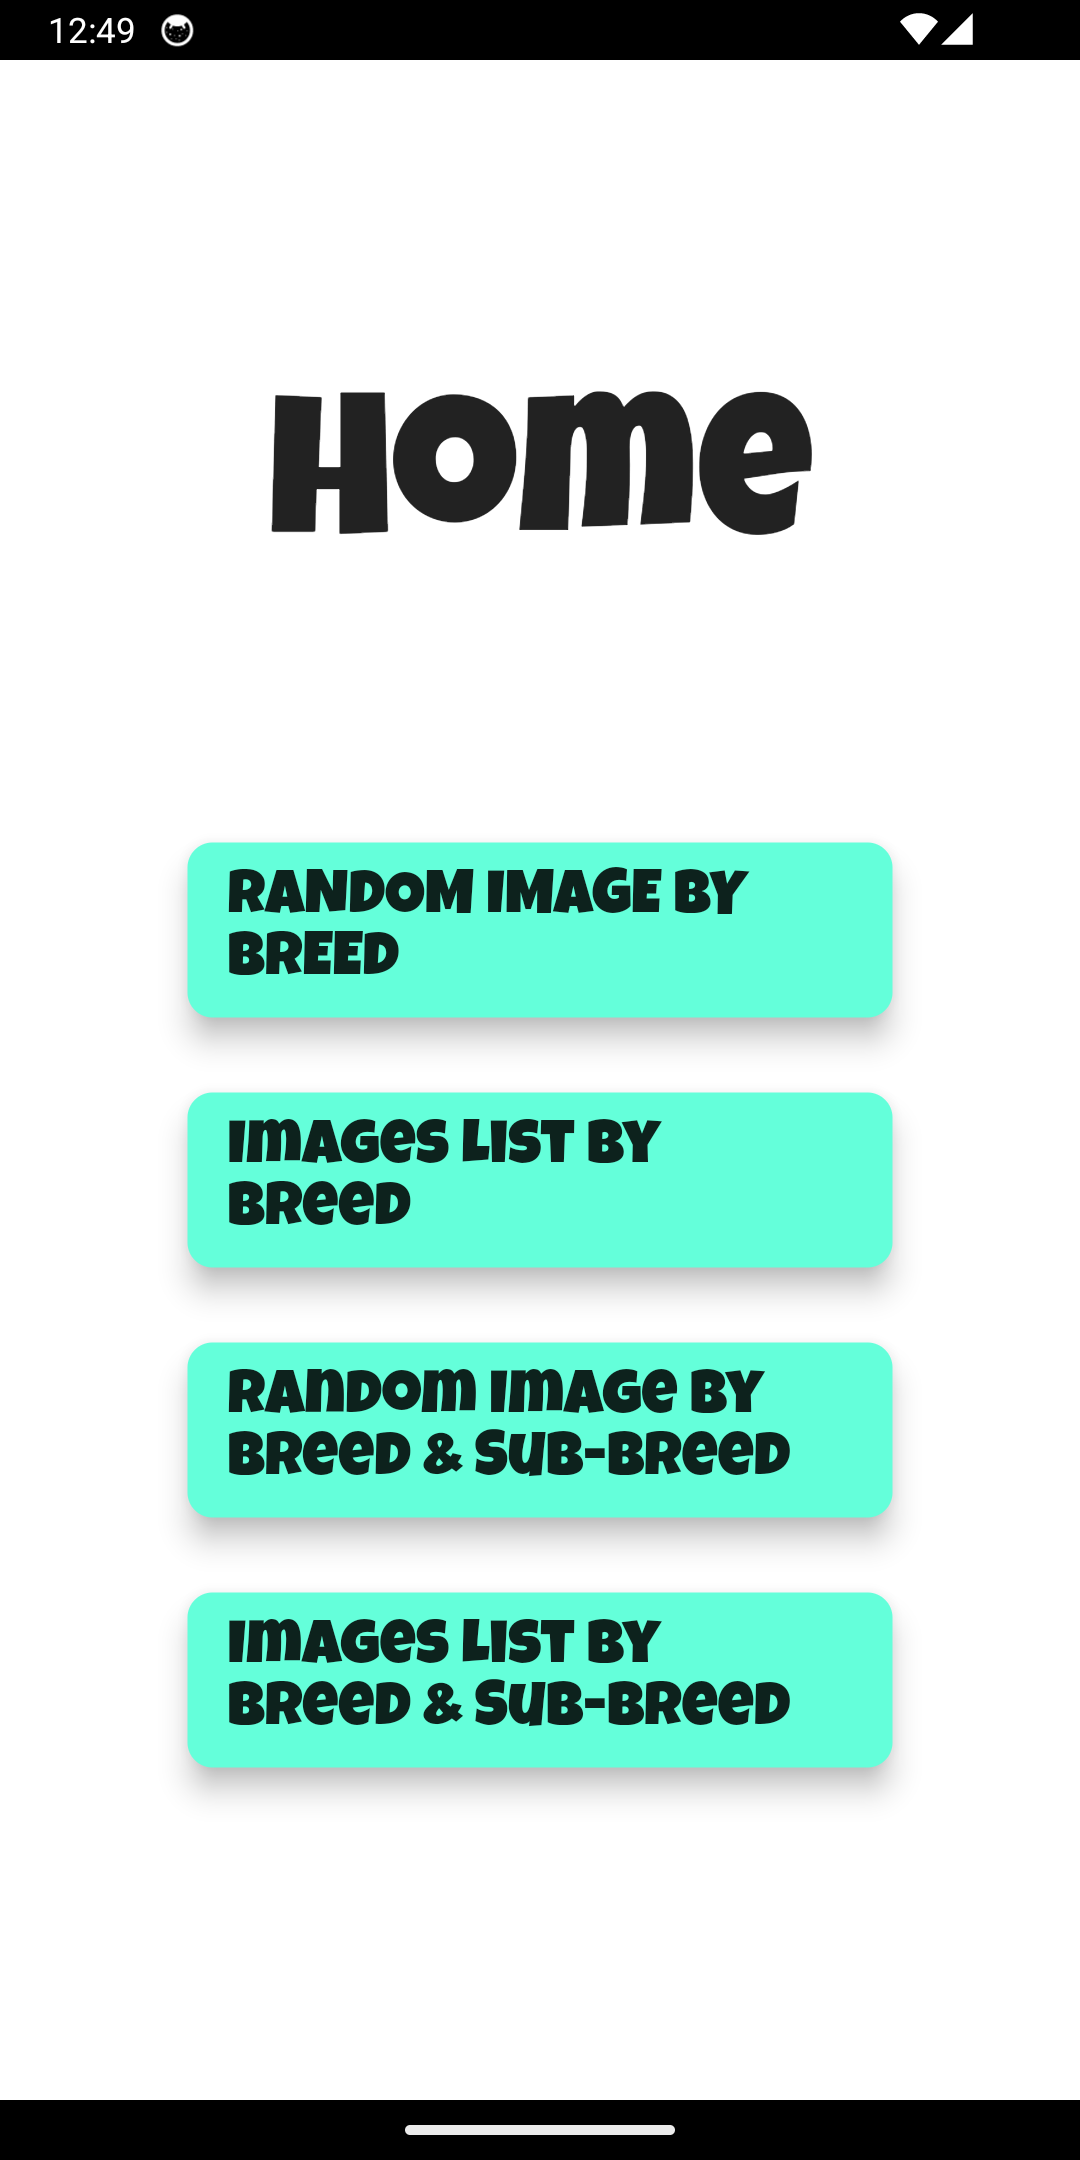 12:49
Home
RANDOM IMAGE BY
BREED
Images List By
Breed
Random Image By
Breed & Sub-Breed
Images List By
Breed & Sub-Breed